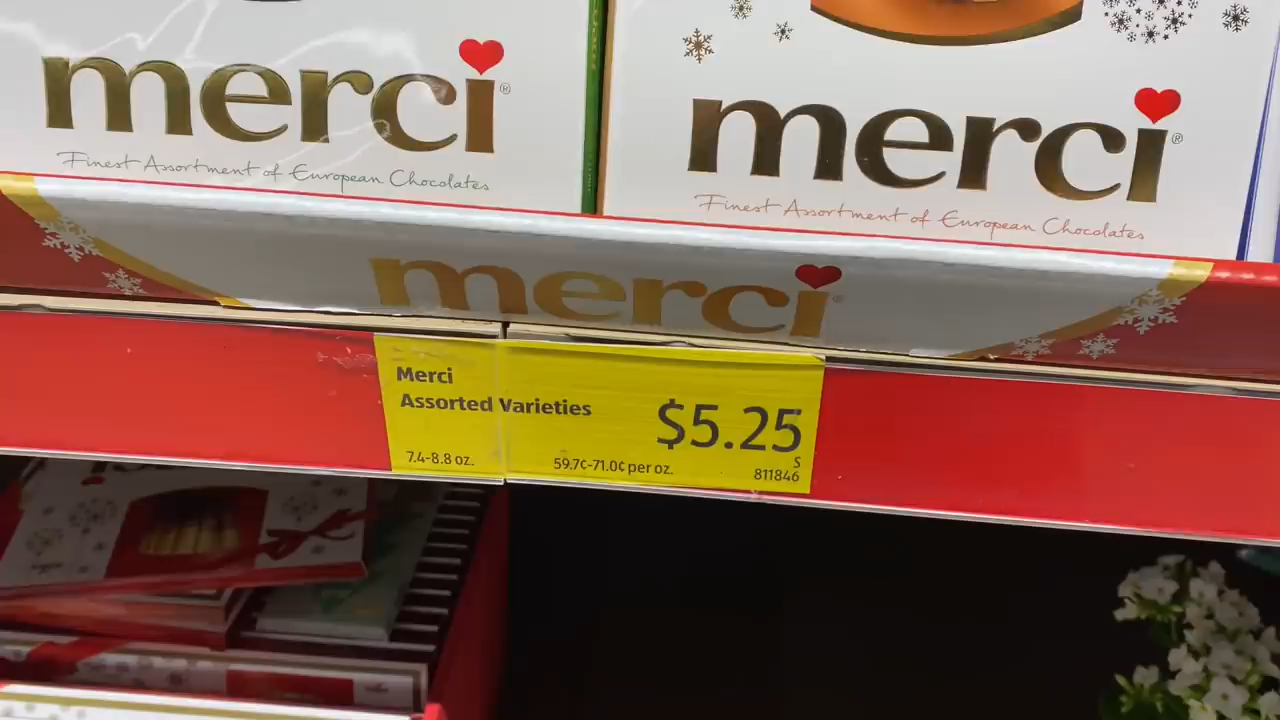 merci®
Finest Assortment of European Chocolates
merci®
Finest Assortment of European Chocolates
merci
Merci
Assorted Varieties
$5.25
7.4-8.8 oz.
59.7¢-71.0¢ per oz.
S
811846